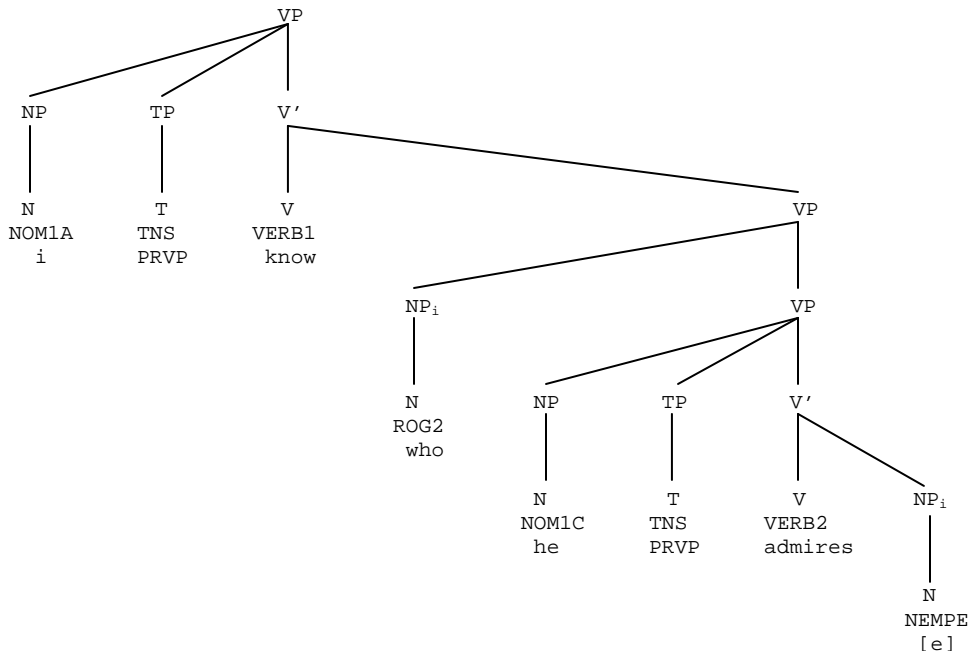 VP
NP TP V’
N T V
NOM1A TNS VERB1
i PRVP know
VP
NPi VP
N NP TP V’
ROG2
who
N T V NPi
NOM1C TNS VERB2
he PRVP admires
N
NEMPE
[e]